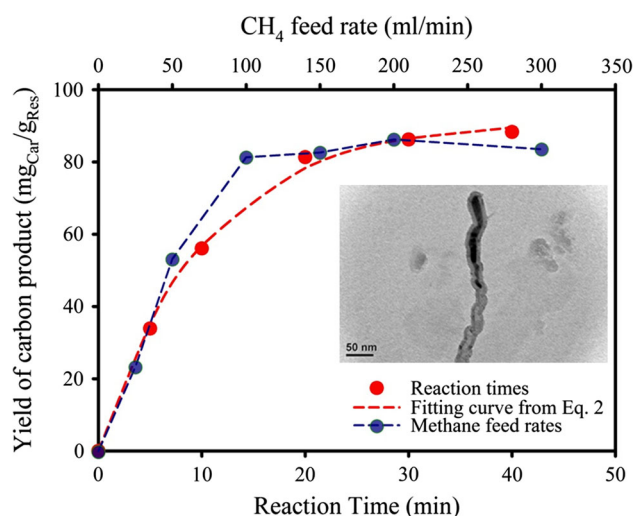 CH4 feed rate (ml/min)
0 50 100 150 200 250 300 350
Yield of carbon product (mgCar/gRes)
100
80
60
40
20
0
50 nm
Reaction times
Fitting curve from Eq. 2
Methane feed rates
0 10 20 30 40 50
Reaction Time (min)